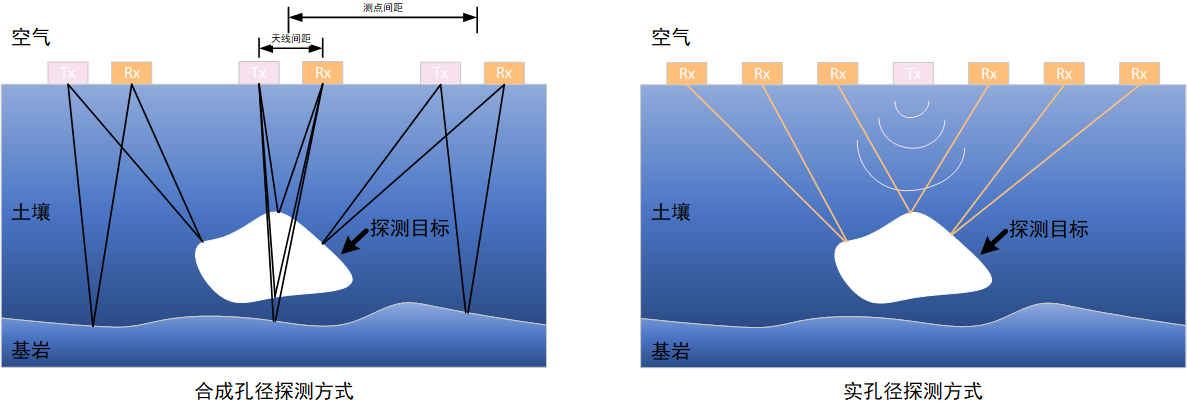 测点间距
空气
天线间距
Tx Rx Tx Rx Tx Rx
土壤
探测目标
基岩
合成孔径探测方式
空气
Rx Rx Rx Tx Rx Rx Rx
土壤
探测目标
基岩
实孔径探测方式